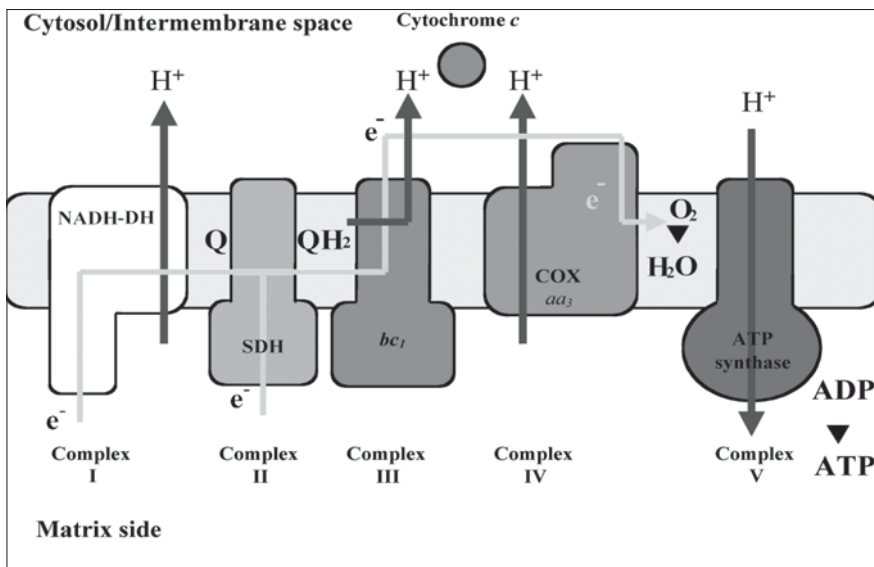 Cytosol/Intermembrane space
Cytochrome c
H⁺
H⁺
H⁺
H⁺
e⁻
NADH-DH
Q
QH₂
e⁻
O₂
H₂O
COX
aa₃
SDH
bc₁
ATP
synthase
e⁻
e⁻
ADP
ATP
Complex
I
Complex
II
Complex
III
Complex
IV
Complex
V
Matrix side